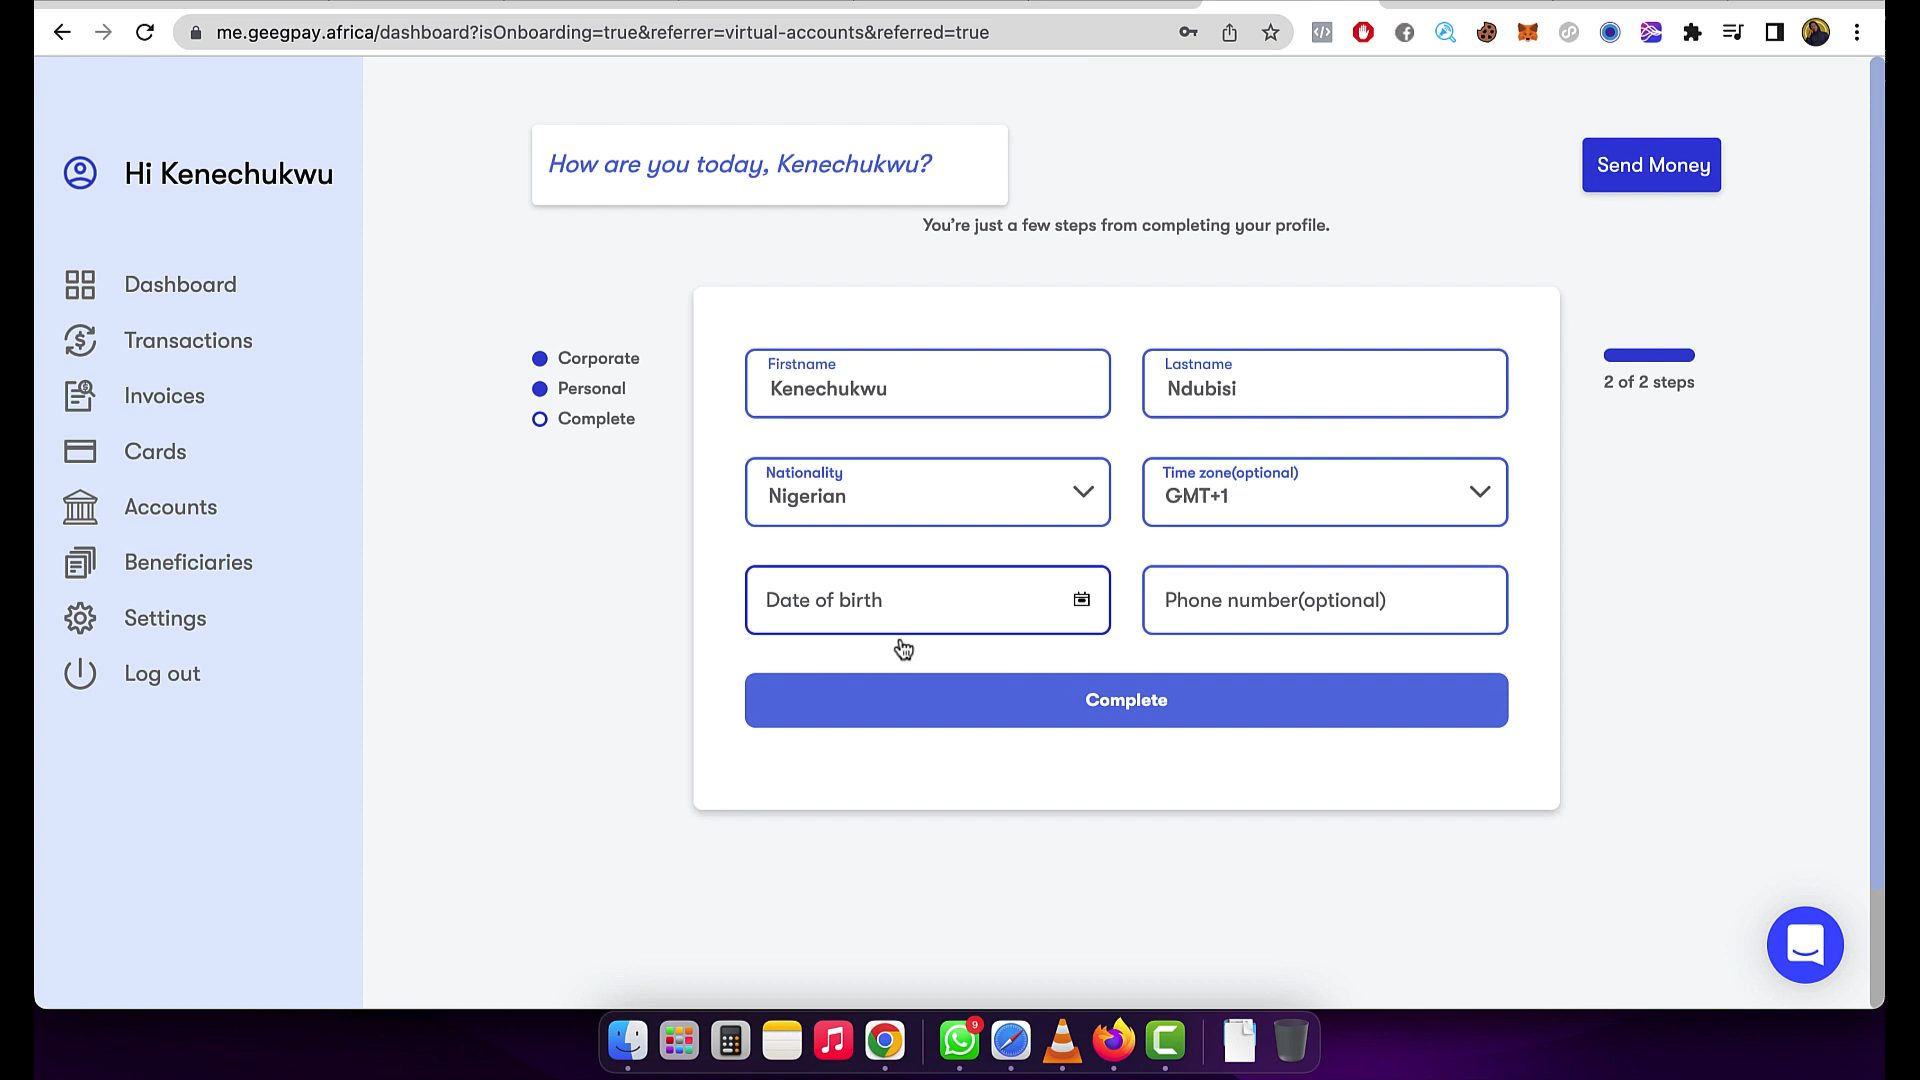 me.geegpay.africa/dashboard?isOnboarding=true&referrer=virtual-accounts&referred=true
Hi Kenechukwu
Dashboard
Transactions
Invoices
Cards
Accounts
Beneficiaries
Settings
Log out
How are you today, Kenechukwu?
Send Money
You're just a few steps from completing your profile.
Corporate
Personal
Complete
2 of 2 steps
Firstname
Kenechukwu
Lastname
Ndubisi
Nationality
Nigerian
Time zone(optional)
GMT+1
Date of birth
Phone number(optional)
Complete
9